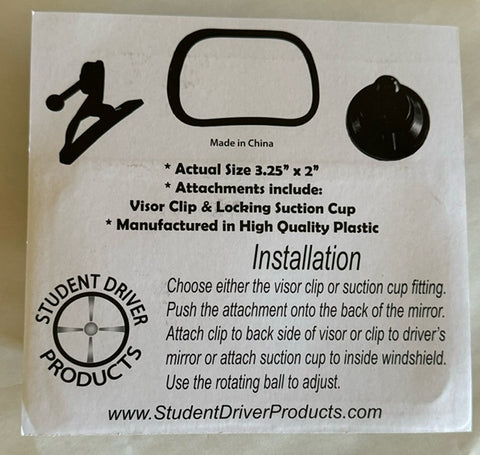 Made in China
* Actual Size 3.25” x 2”
* Attachments include:
Visor Clip & Locking Suction Cup
* Manufactured in High Quality Plastic
Installation
Choose either the visor clip or suction cup fitting.
Push the attachment onto the back of the mirror.
Attach clip to back side of visor or clip to driver’s
mirror or attach suction cup to inside windshield.
Use the rotating ball to adjust.
STUDENT DRIVER
PRODUCTS
www.StudentDriverProducts.com